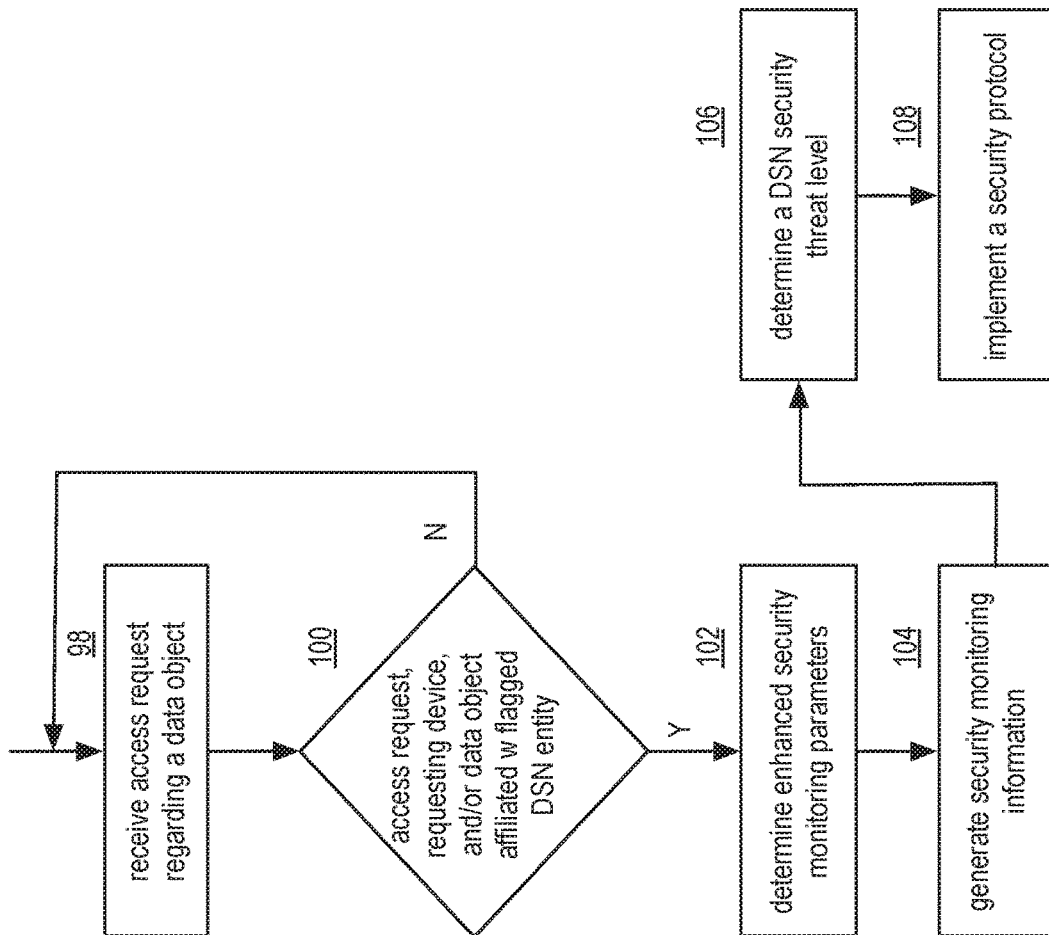 98
receive access request
regarding a data object
100
access request,
requesting device,
and/or data object
affiliated w flagged
DSN entity
N
Y
102
determine enhanced security
monitoring parameters
104
generate security monitoring
information
106
determine a DSN security
threat level
108
implement a security protocol